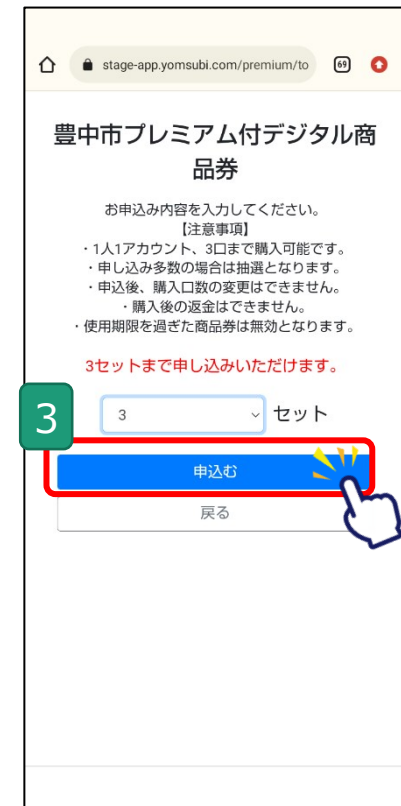 stage-app.yomsubi.com/premium/to
69
豊中市プレミアム付デジタル商
品券
お申込み内容を入力してください。
【注意事項】
・1人1アカウント、3口まで購入可能です。
・申し込み多数の場合は抽選となります。
・申込後、購入口数の変更はできません。
・購入後の返金はできません。
・使用期限を過ぎた商品券は無効となります。
3セットまで申し込みいただけます。
3
3 セット
申込む
戻る